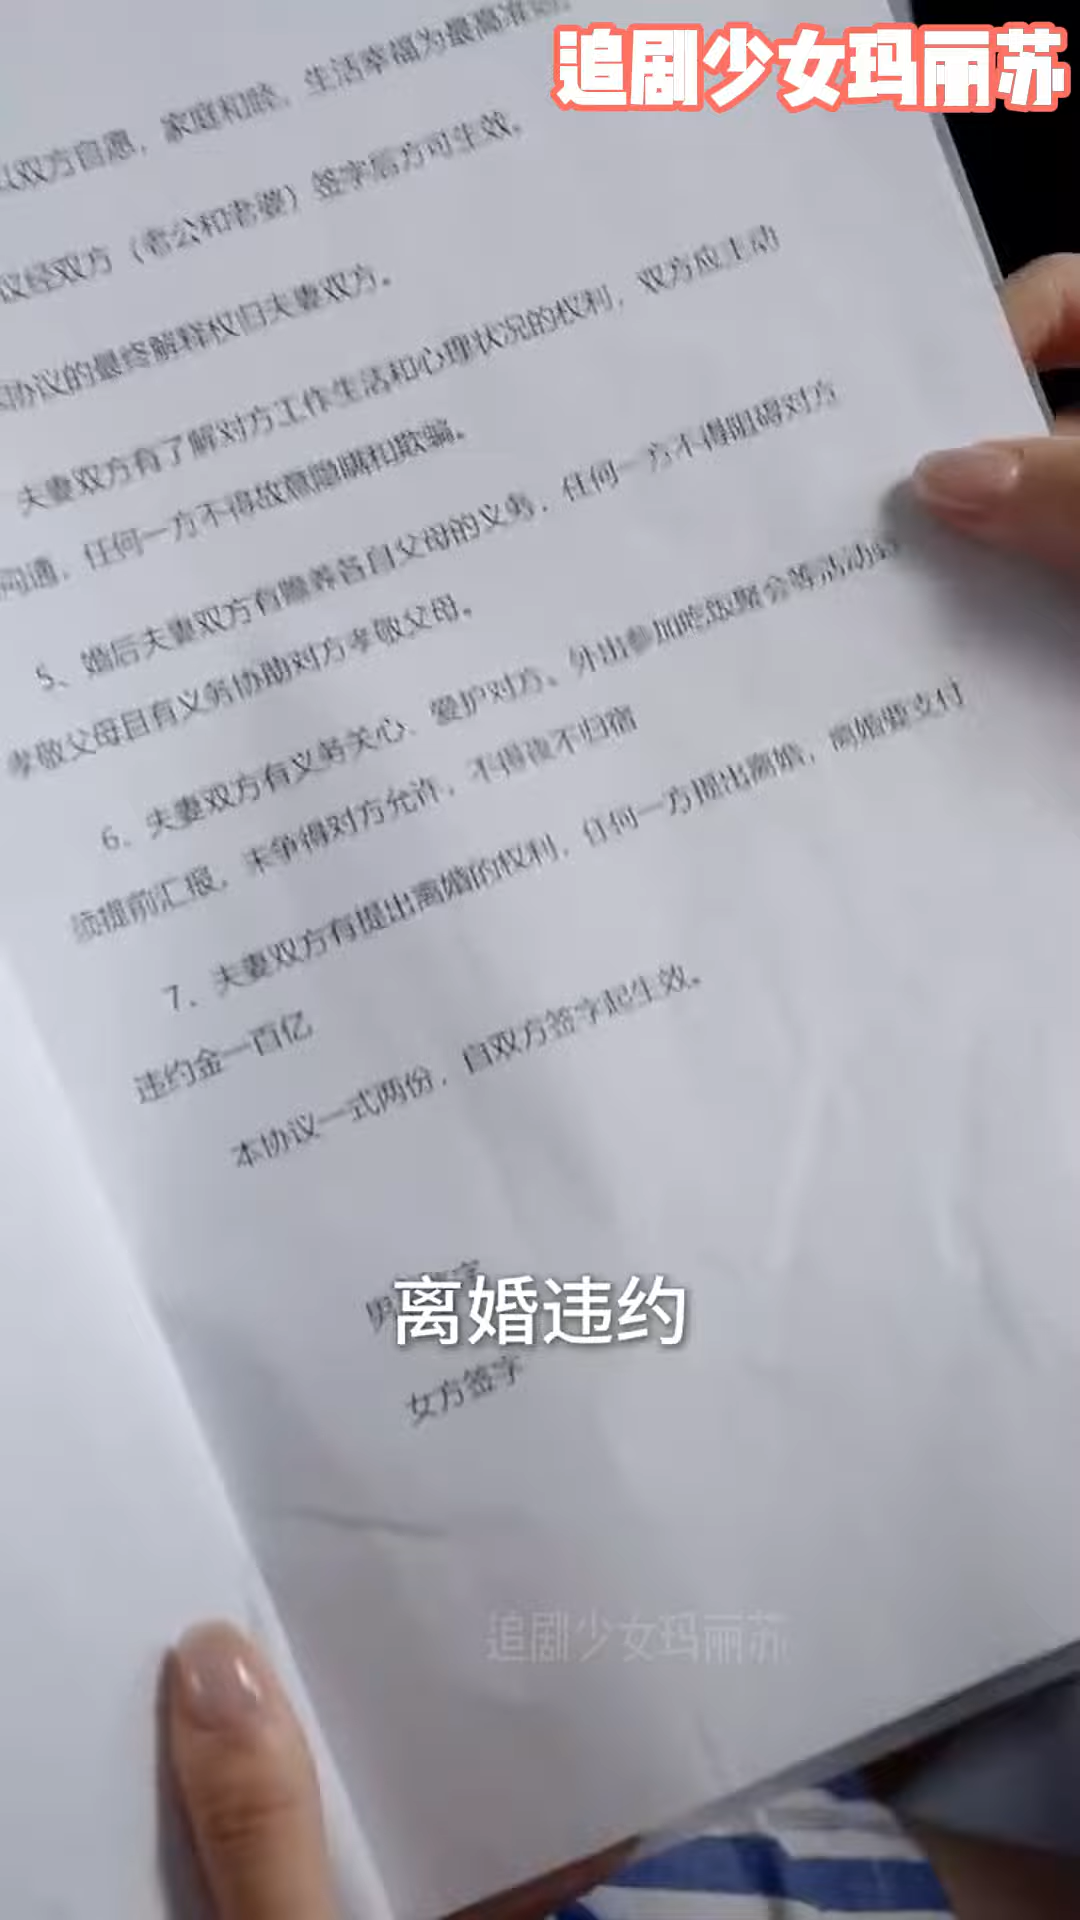 追剧少女玛丽苏
以双方自愿，家庭和睦，生活幸福为最高准则。
议经双方（老公和老婆）签字后方可生效。
本协议的最终解释权归夫妻双方。
夫妻双方有了解对方工作生活和心理状况的权利，双方应主动
沟通，任何一方不得故意隐瞒和欺骗。
5、婚后夫妻双方有赡养各自父母的义务，任何一方不得阻碍对方
孝敬父母且有义务协助对方孝敬父母。
6、夫妻双方有义务关心、爱护对方。外出参加吃饭聚会等活动必
须提前汇报，未争得对方允许，不得夜不归宿
7、夫妻双方有提出离婚的权利，任何一方提出离婚，离婚要支付
违约金一百亿
本协议一式两份，自双方签字起生效。
离婚违约
女方签字
追剧少女玛丽苏